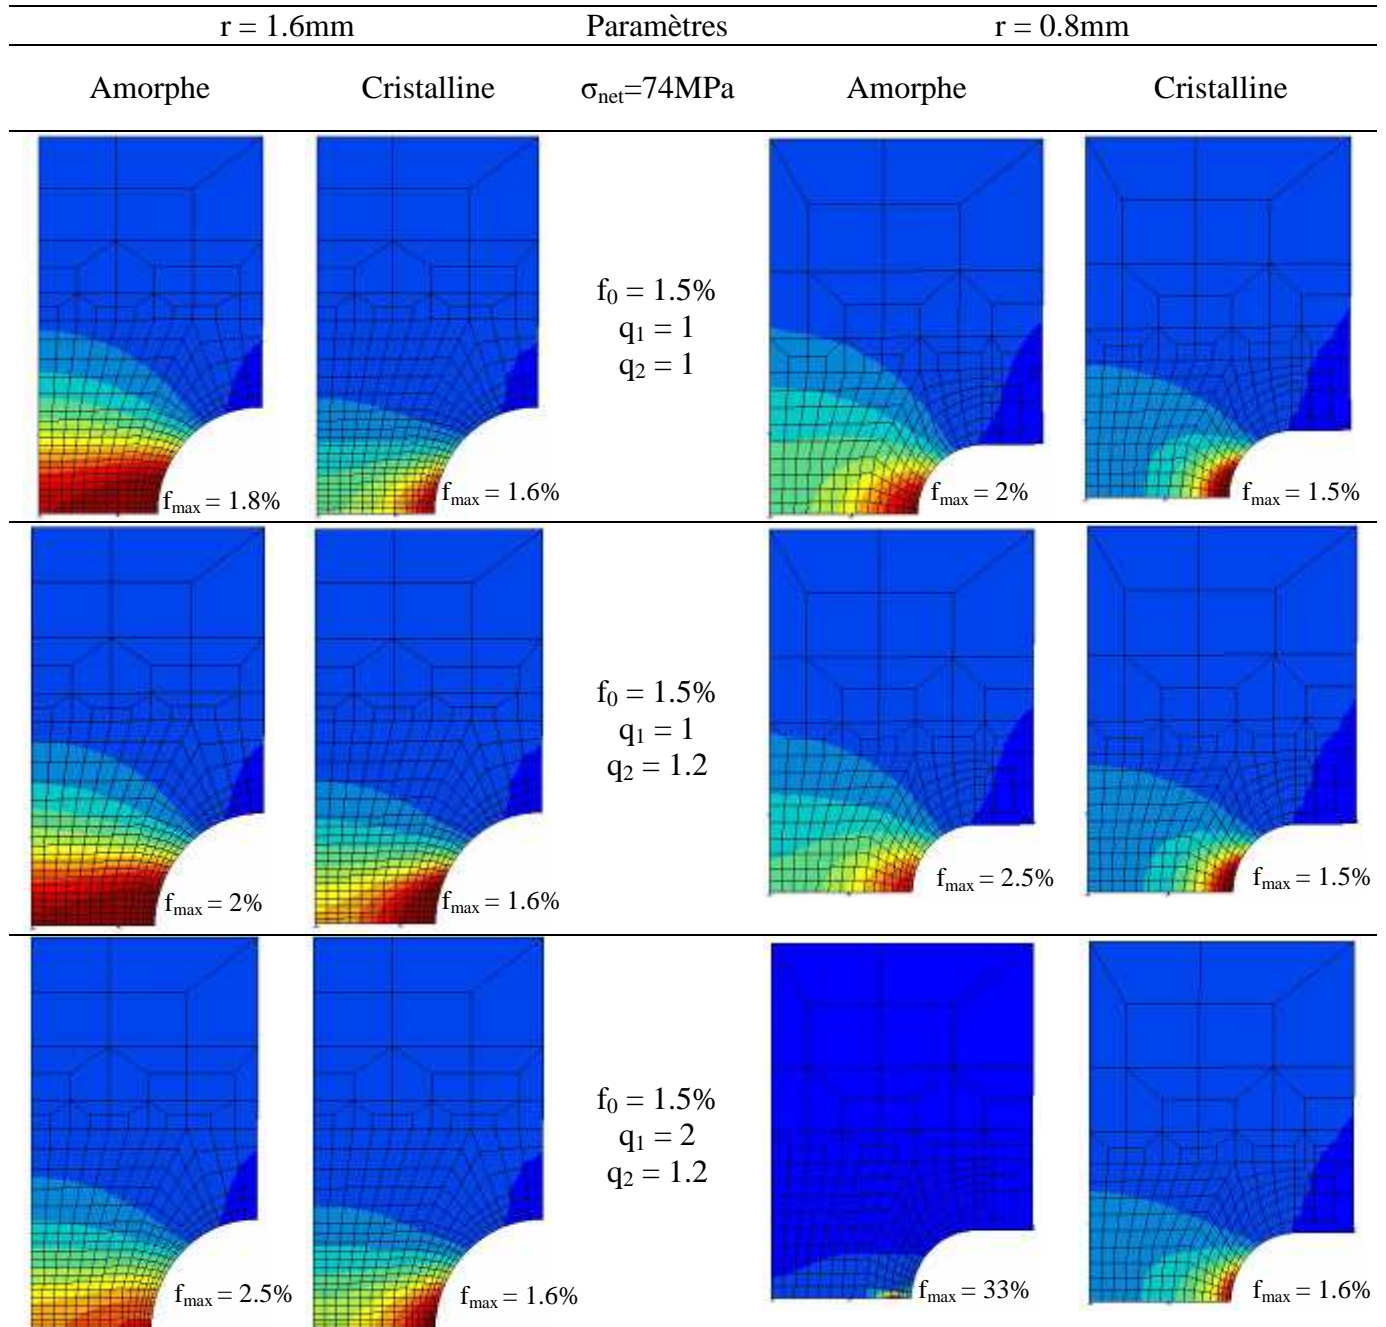 r = 1.6mm Paramètres r = 0.8mm
Amorphe Cristalline σnet=74MPa Amorphe Cristalline
f0 = 1.5%
q1 = 1
q2 = 1
fmax = 1.8% fmax = 1.6% fmax = 2% fmax = 1.5%
f0 = 1.5%
q1 = 1
q2 = 1.2
fmax = 2% fmax = 1.6% fmax = 2.5% fmax = 1.5%
f0 = 1.5%
q1 = 2
q2 = 1.2
fmax = 2.5% fmax = 1.6% fmax = 33% fmax = 1.6%